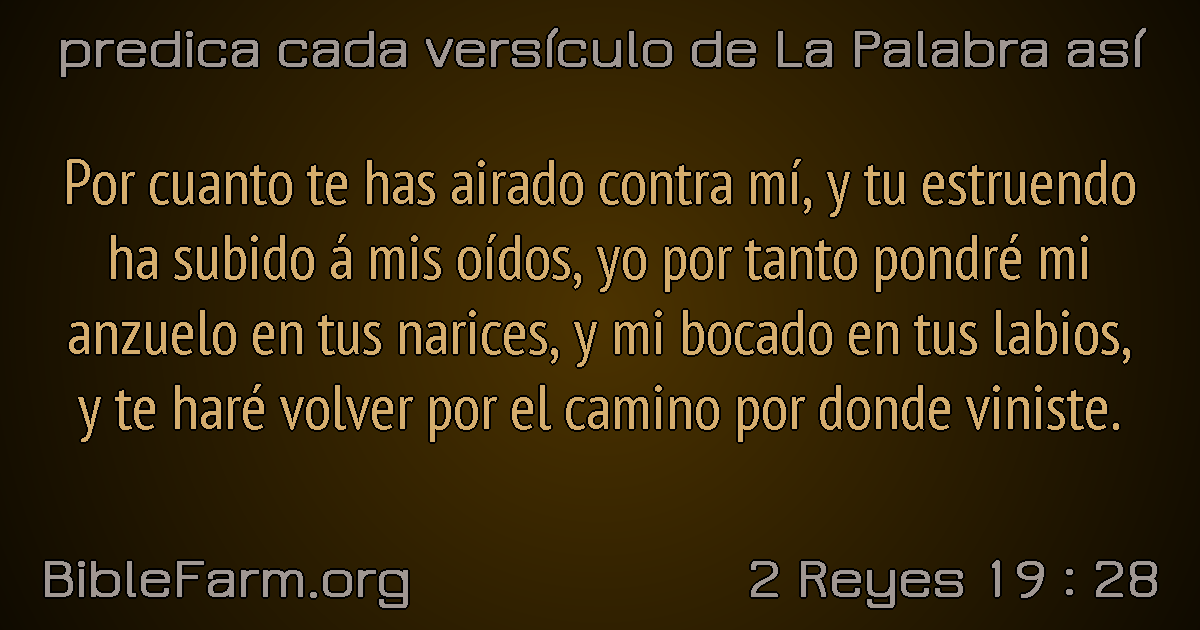 predica cada versículo de La Palabra así
Por cuanto te has airado contra mí, y tu estruendo
ha subido á mis oídos, yo por tanto pondré mi
anzuelo en tus narices, y mi bocado en tus labios,
y te haré volver por el camino por donde viniste.
BibleFarm.org
2 Reyes 19 : 28